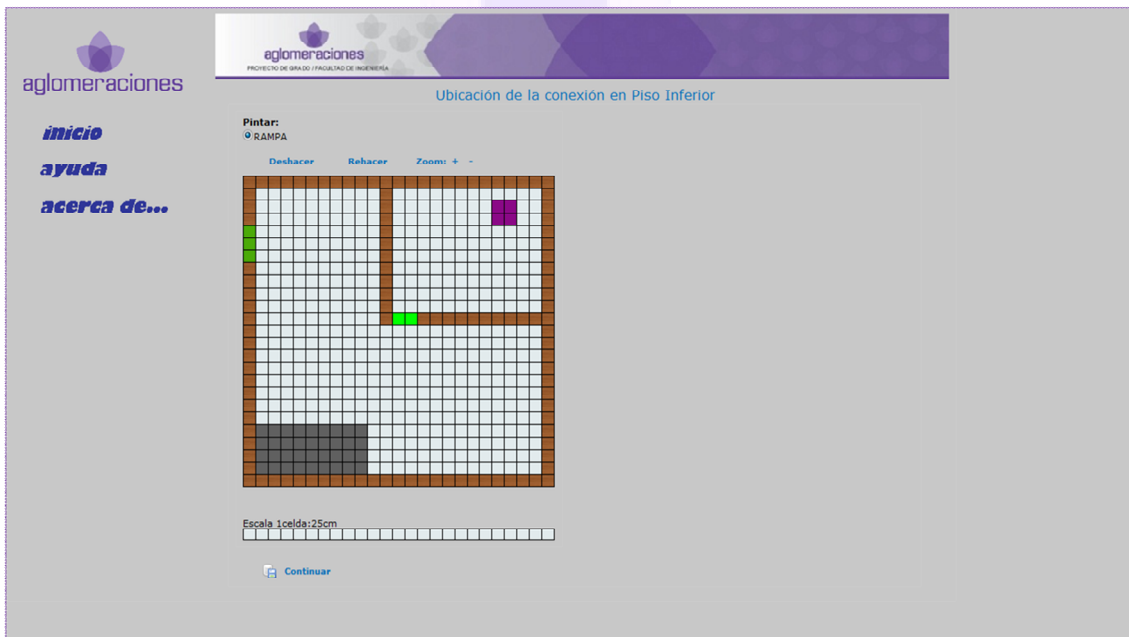 aglomeraciones
PROYECTO DE GRADO / FACULTAD DE INGENIERÍA
aglomeraciones
Ubicación de la conexión en Piso Inferior
inicio
ayuda
acerca de...
Pintar:
RAMPA
Deshacer Rehacer Zoom: + -
Escala 1celda:25cm
Continuar